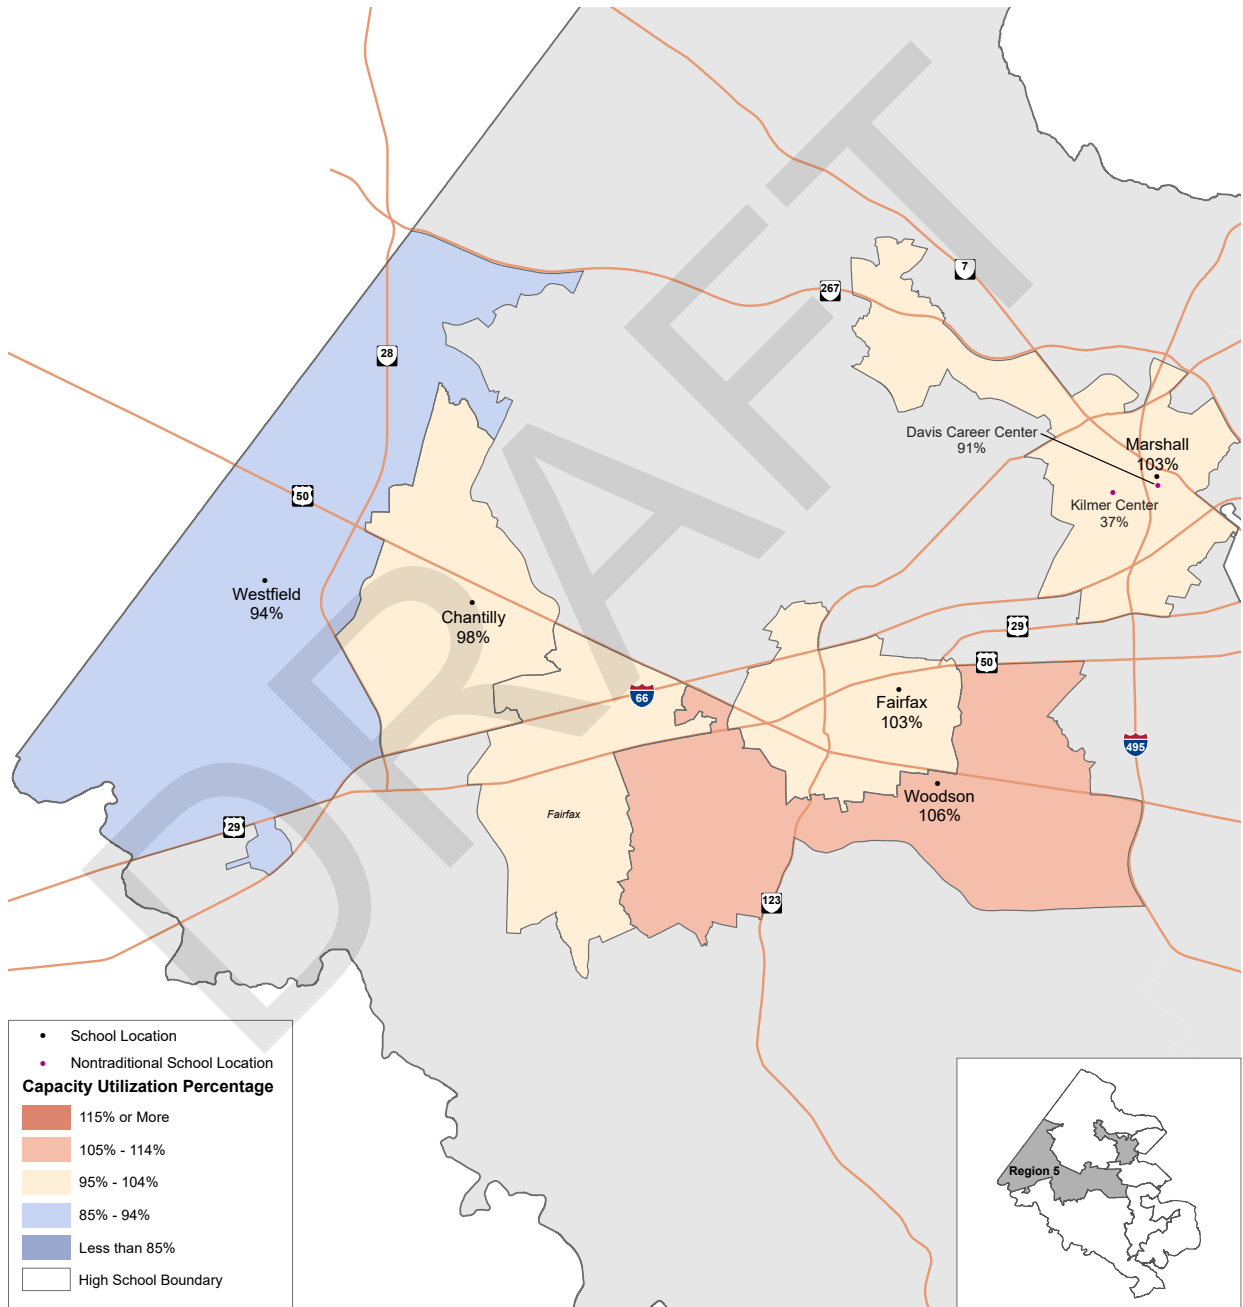 DRAFT
7
267
28
Davis Career Center
91%
Marshall
103%
50
Kilmer Center
37%
Westfield
94%
Chantilly
98%
29
50
66
Fairfax
103%
495
Woodson
106%
Fairfax
29
123
School Location
Nontraditional School Location
Capacity Utilization Percentage
115% or More
105% - 114%
95% - 104%
85% - 94%
Less than 85%
High School Boundary
Region 5